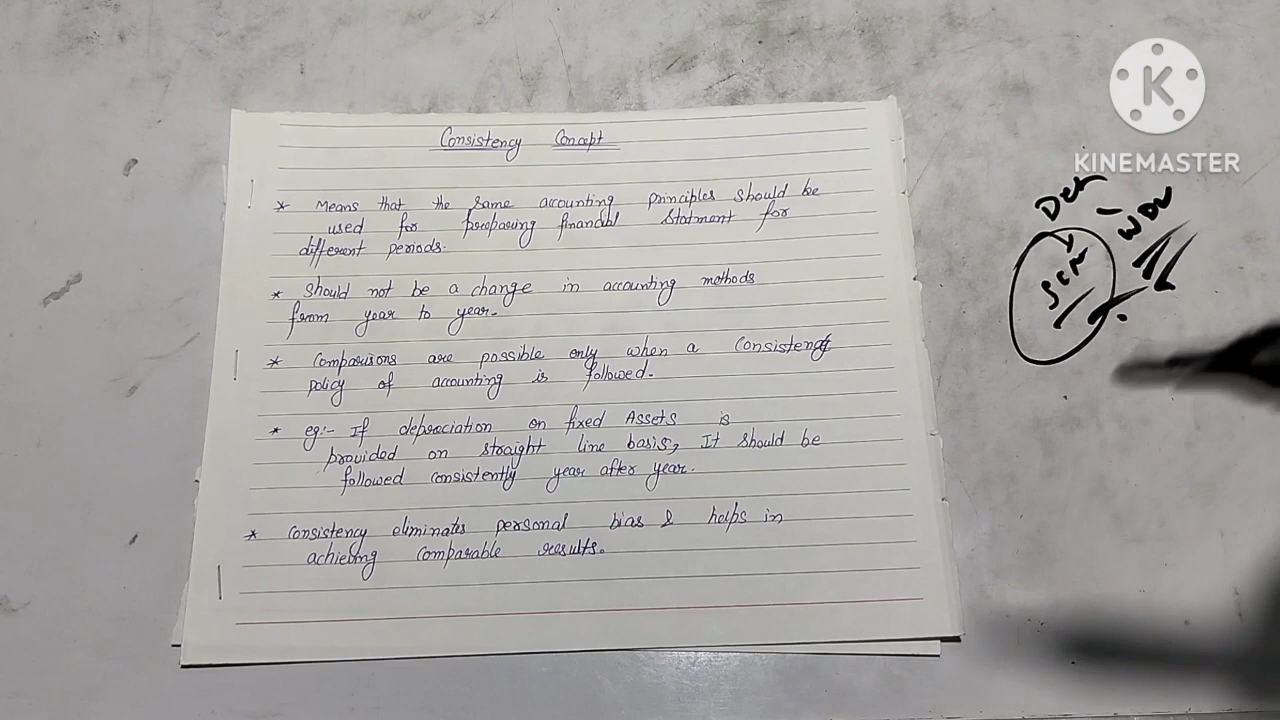 Consistency Concept
* Means that the same accounting principles should be
used for preparing financial statment for
different periods.
* Should not be a change in accounting methods
from year to year.
* Comparisions are possible only when a Consistent
policy of accounting is followed.
* eg:- If depreciation on fixed Assets is
provided on straight line basis, It should be
followed consistently year after year.
* Consistency eliminates personal bias & helps in
achieving comparable results.
KINEMASTER
WDV